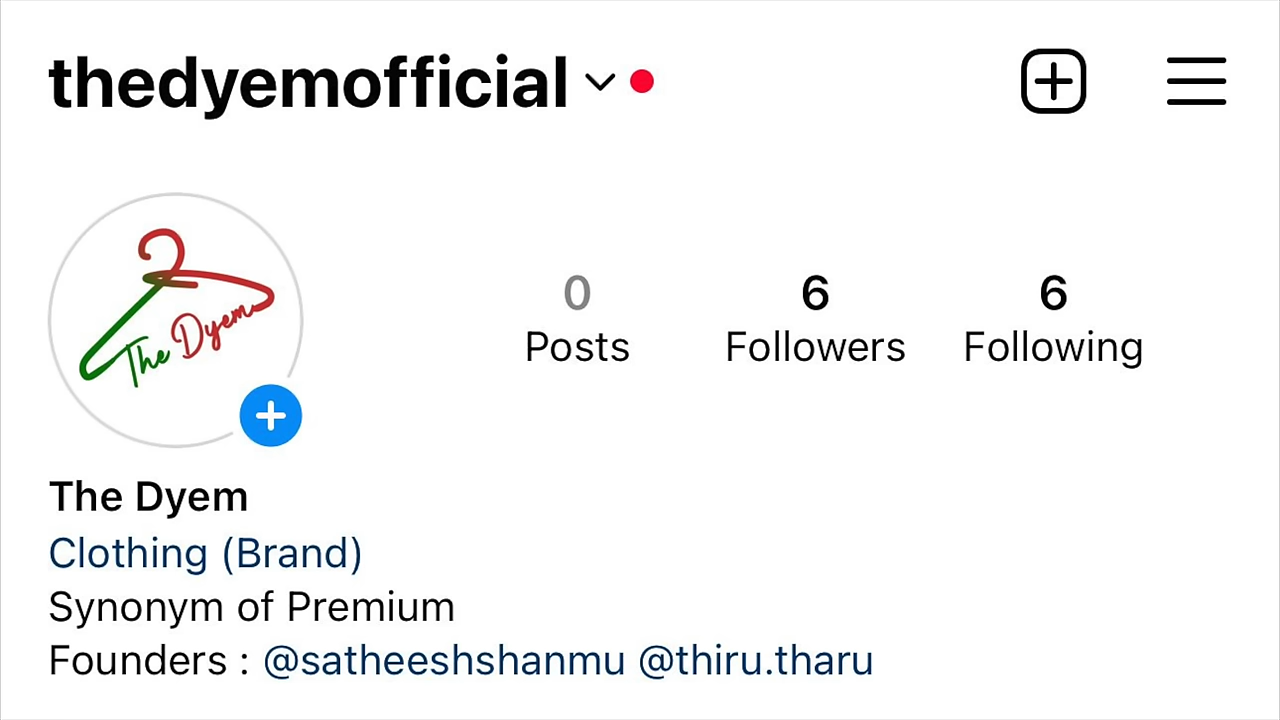 thedyemofficial
The Dyem
0 6 6
Posts Followers Following
The Dyem
Clothing (Brand)
Synonym of Premium
Founders : @satheeshshanmu @thiru.tharu